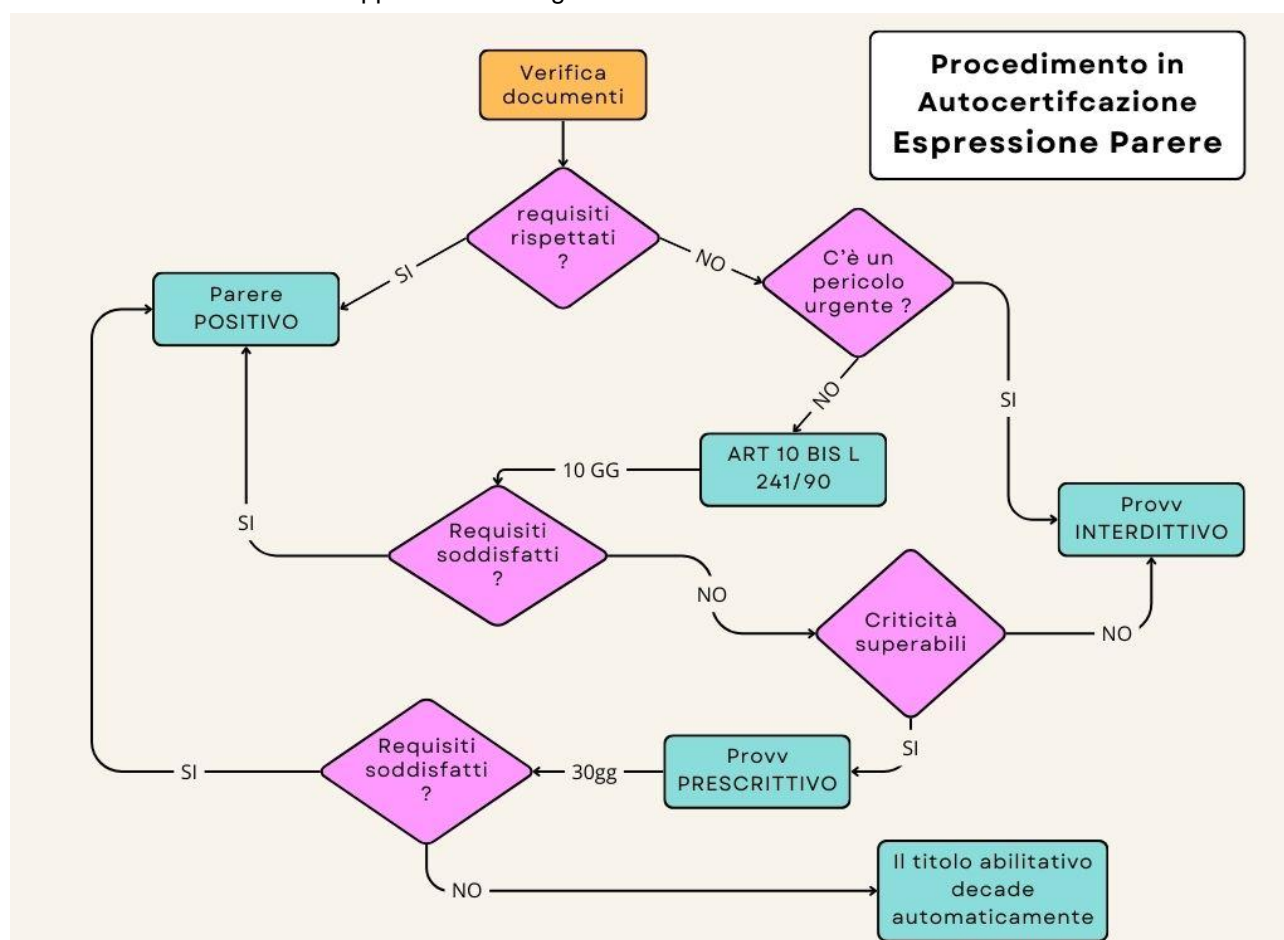 Procedimento in
Autocertifcazione
Espressione Parere
Verifica
documenti
requisiti
rispettati
?
SI
NO
C'è un
pericolo
urgente ?
Parere
POSITIVO
NO
SI
ART 10 BIS L
241/90
10 GG
Requisiti
soddisfatti
?
SI
NO
Provv
INTERDITTIVO
Criticità
superabili
NO
SI
Provv
PRESCRITTIVO
30gg
Requisiti
soddisfatti
?
SI
NO
Il titolo abilitativo
decade
automaticamente